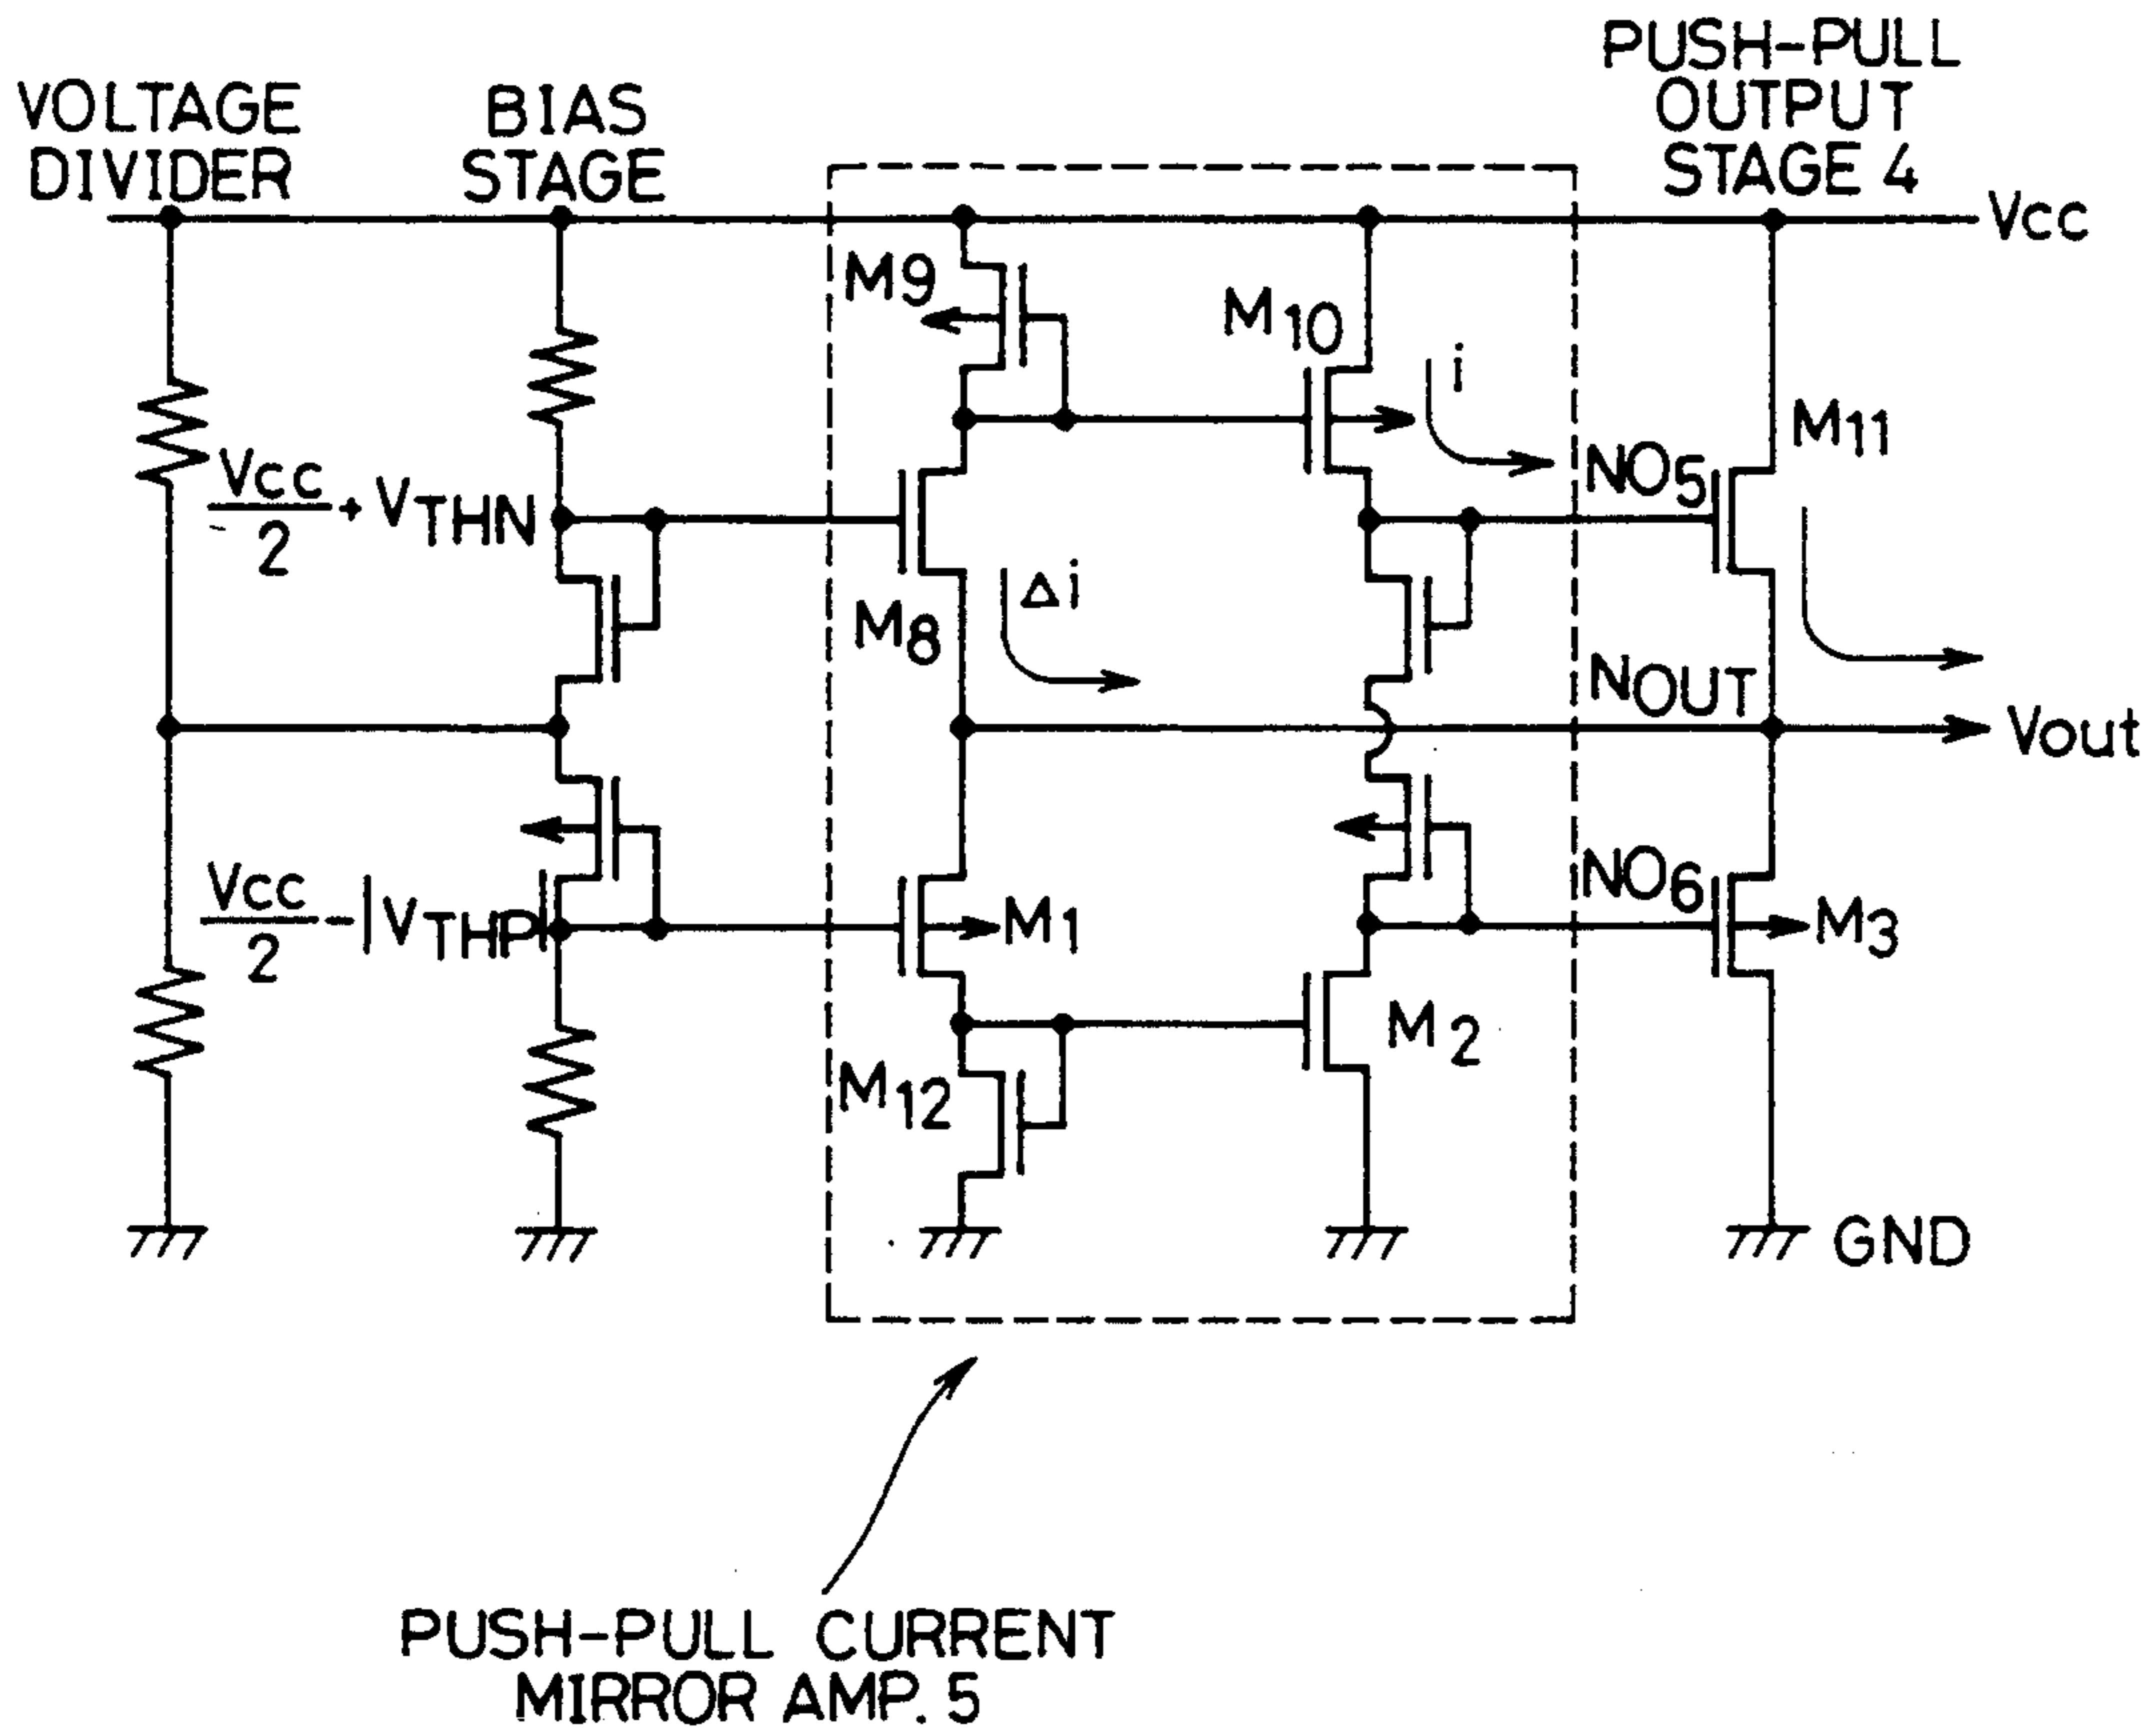 VOLTAGE
DIVIDER
BIAS
STAGE
PUSH-PULL
OUTPUT
STAGE 4
Vcc
M9
M10
i
M11
NO5
Vcc/2 + VTHN
M8
Δi
NOUT
Vout
Vcc/2 - |VTHP|
M1
NO6
M3
M2
M12
GND
PUSH-PULL CURRENT
MIRROR AMP. 5